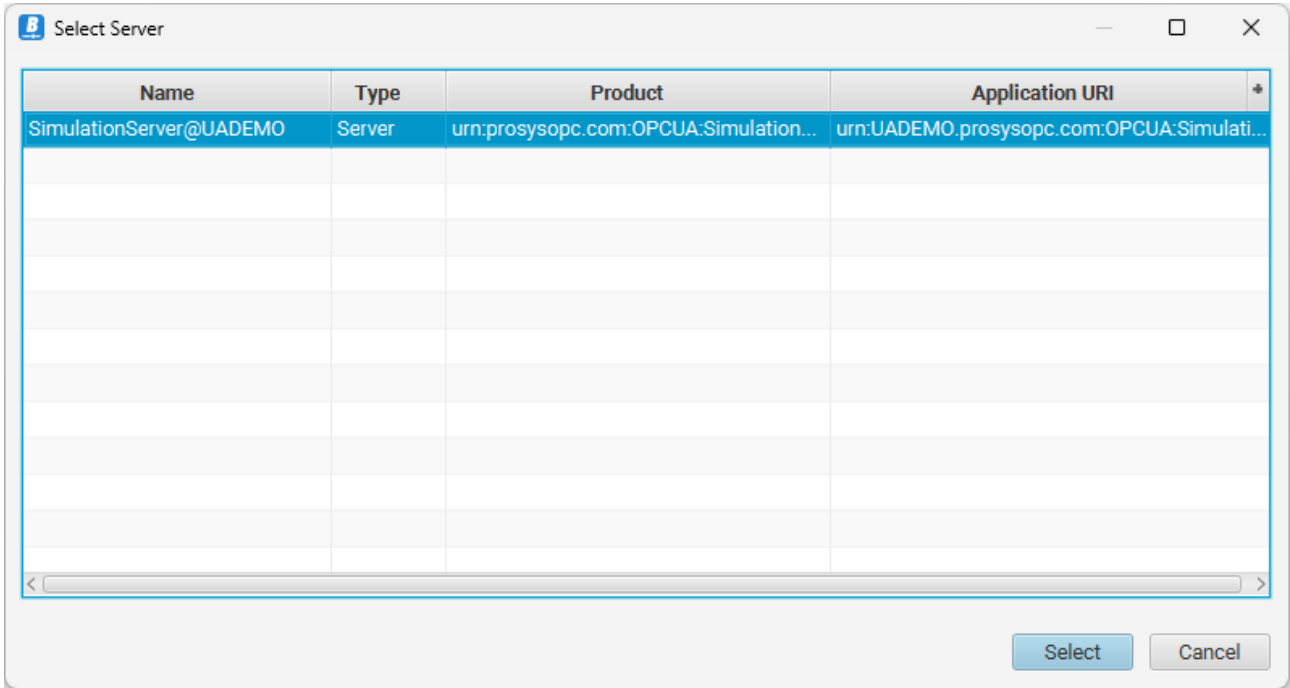 Select Server
Name Type Product Application URI +
SimulationServer@UADEMO Server urn:prosysopc.com:OPCUA:Simulation... urn:UADEMO.prosysopc.com:OPCUA:Simulati...
Select Cancel